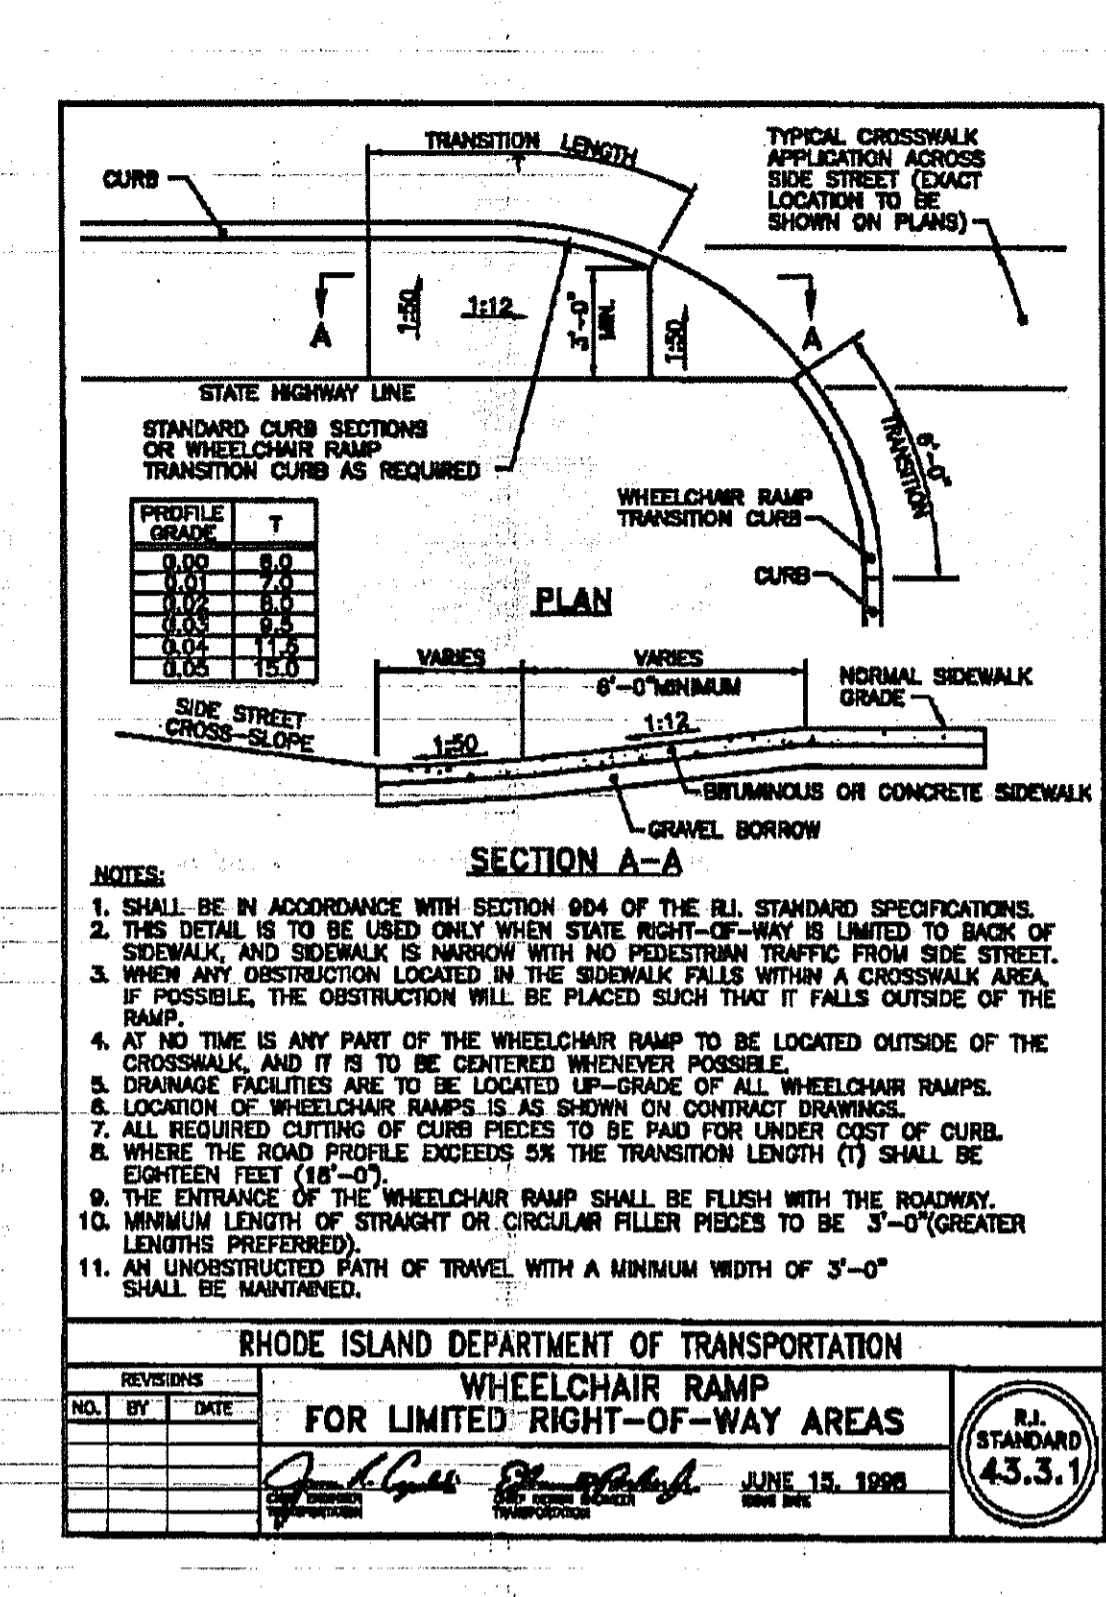 TRANSITION LENGTH
CURB
TYPICAL CROSSWALK
APPLICATION ACROSS
SIDE STREET (EXACT
LOCATION TO BE
SHOWN ON PLANS)
A
1:50
1:12
3'-0"
MIN.
1:50
A
STATE HIGHWAY LINE
STANDARD CURB SECTIONS
OR WHEELCHAIR RAMP
TRANSITION CURB AS REQUIRED
6'-0"
TRANSITION
WHEELCHAIR RAMP
TRANSITION CURB
CURB
PROFILE GRADE T
0.00 6.0
0.01 7.0
0.02 8.0
0.03 9.5
0.04 11.5
0.05 15.0
PLAN
VARIES
VARIES
6'-0" MINIMUM
NORMAL SIDEWALK
GRADE
SIDE STREET
CROSS-SLOPE
1:50
1:12
BITUMINOUS OR CONCRETE SIDEWALK
GRAVEL BORROW
SECTION A-A
NOTES:
1. SHALL BE IN ACCORDANCE WITH SECTION 904 OF THE R.I. STANDARD SPECIFICATIONS.
2. THIS DETAIL IS TO BE USED ONLY WHEN STATE RIGHT-OF-WAY IS LIMITED TO BACK OF
SIDEWALK, AND SIDEWALK IS NARROW WITH NO PEDESTRIAN TRAFFIC FROM SIDE STREET.
3. WHEN ANY OBSTRUCTION LOCATED IN THE SIDEWALK FALLS WITHIN A CROSSWALK AREA,
IF POSSIBLE, THE OBSTRUCTION WILL BE PLACED SUCH THAT IT FALLS OUTSIDE OF THE
RAMP.
4. AT NO TIME IS ANY PART OF THE WHEELCHAIR RAMP TO BE LOCATED OUTSIDE OF THE
CROSSWALK, AND IT IS TO BE CENTERED WHENEVER POSSIBLE.
5. DRAINAGE FACILITIES ARE TO BE LOCATED UP-GRADE OF ALL WHEELCHAIR RAMPS.
6. LOCATION OF WHEELCHAIR RAMPS IS AS SHOWN ON CONTRACT DRAWINGS.
7. ALL REQUIRED CUTTING OF CURB PIECES TO BE PAID FOR UNDER COST OF CURB.
8. WHERE THE ROAD PROFILE EXCEEDS 5% THE TRANSITION LENGTH (T) SHALL BE
EIGHTEEN FEET (18'-0").
9. THE ENTRANCE OF THE WHEELCHAIR RAMP SHALL BE FLUSH WITH THE ROADWAY.
10. MINIMUM LENGTH OF STRAIGHT OR CIRCULAR FILLER PIECES TO BE 3'-0"(GREATER
LENGTHS PREFERRED).
11. AN UNOBSTRUCTED PATH OF TRAVEL WITH A MINIMUM WIDTH OF 3'-0"
SHALL BE MAINTAINED.
RHODE ISLAND DEPARTMENT OF TRANSPORTATION
REVISIONS
NO. BY DATE
WHEELCHAIR RAMP
FOR LIMITED RIGHT-OF-WAY AREAS
CHIEF ENGINEER
TRANSPORTATION
CHIEF DESIGN ENGINEER
TRANSPORTATION
JUNE 15, 1998
ISSUE DATE
R.I.
STANDARD
43.3.1